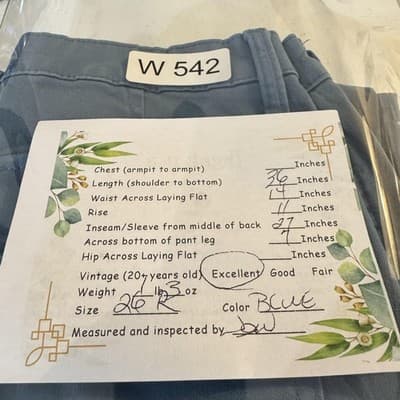 W 542
Chest (armpit to armpit) Inches
Length (shoulder to bottom) 36 Inches
Waist Across Laying Flat 14 Inches
Rise 11 Inches
Inseam/Sleeve from middle of back 27 Inches
Across bottom of pant leg 7 Inches
Hip Across Laying Flat Inches
Vintage (20+ years old) Excellent Good Fair
Weight 1 lb 3 oz
Size 26 R Color BLUE
Measured and inspected by bw